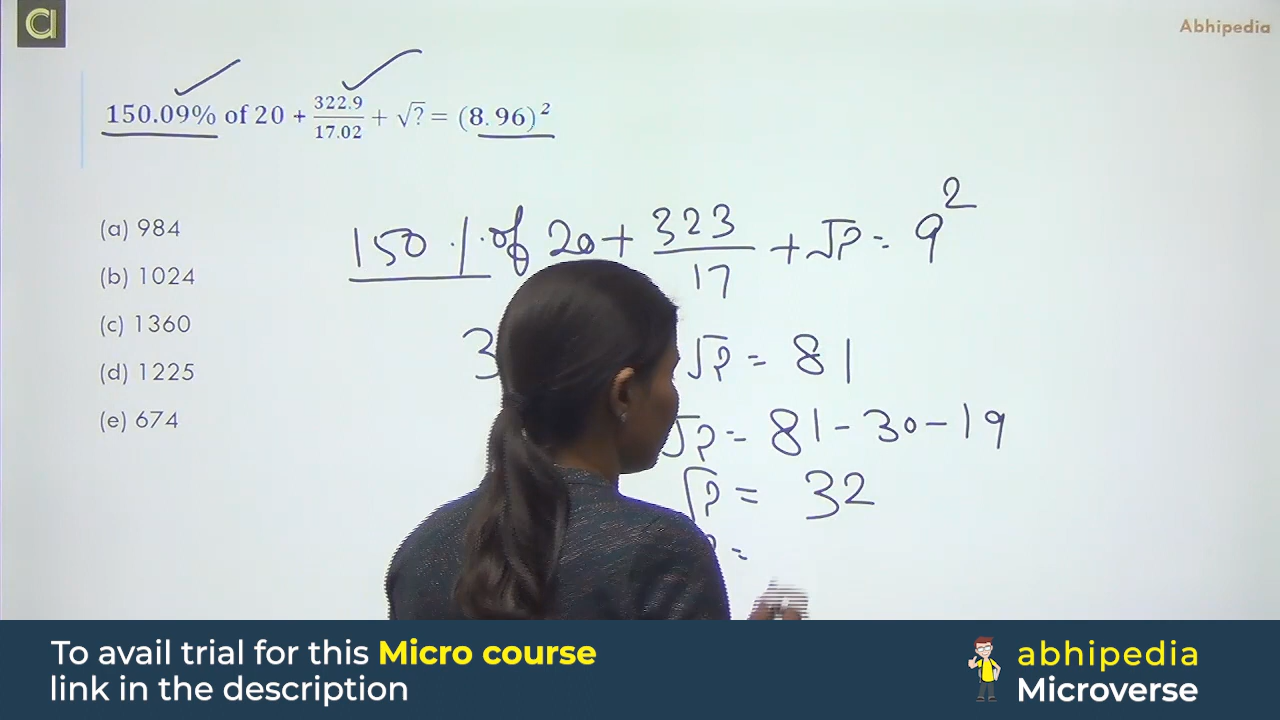 Abhipedia
150.09% of 20 + 322.9/17.02 + √? = (8.96)²
(a) 984
(b) 1024
(c) 1360
(d) 1225
(e) 674
150 % of 20 + 323/17 + √? = 9²
3 √? = 81
√? = 81 - 30 - 19
√? = 32
? =
To avail trial for this Micro course
link in the description
abhipedia
Microverse